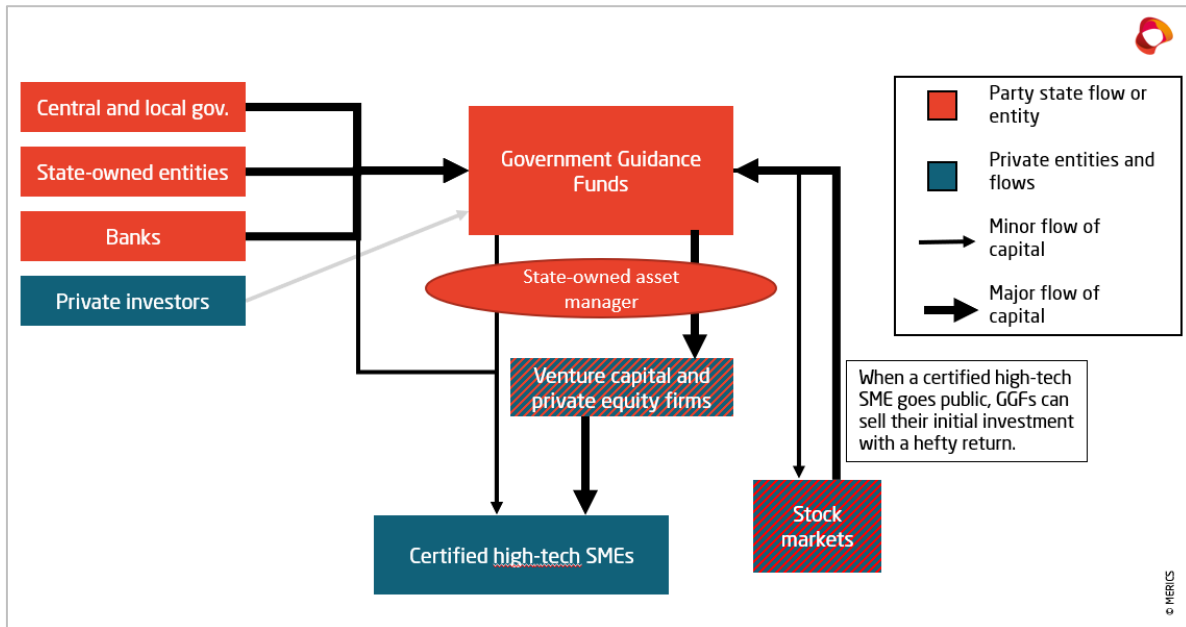 Central and local gov.
State-owned entities
Banks
Private investors
Government Guidance
Funds
State-owned asset
manager
Venture capital and
private equity firms
Certified high-tech SMEs
Stock
markets
Party state flow or
entity
Private entities and
flows
Minor flow of
capital
Major flow of
capital
When a certified high-tech
SME goes public, GGFs can
sell their initial investment
with a hefty return.
© MERICS